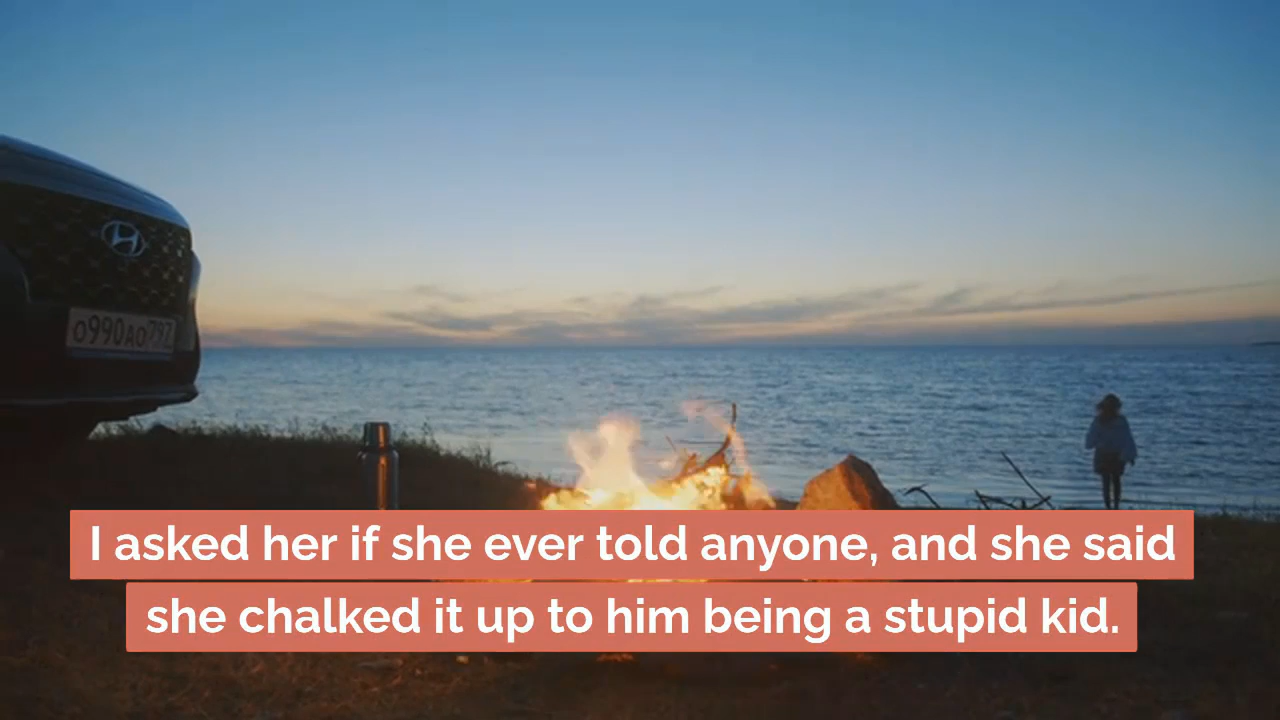 О990АО797
I asked her if she ever told anyone, and she said
she chalked it up to him being a stupid kid.